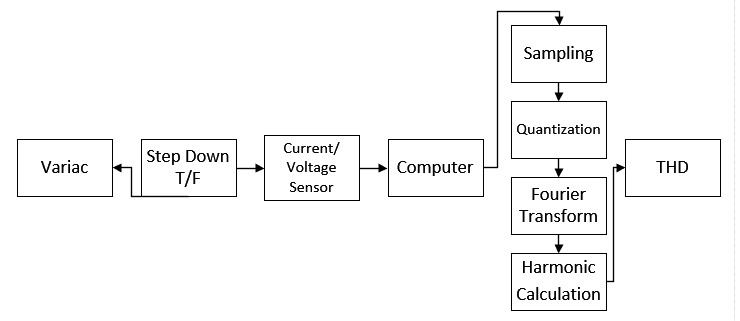 Variac
Step Down
T/F
Current/
Voltage
Sensor
Computer
Sampling
Quantization
Fourier
Transform
Harmonic
Calculation
THD